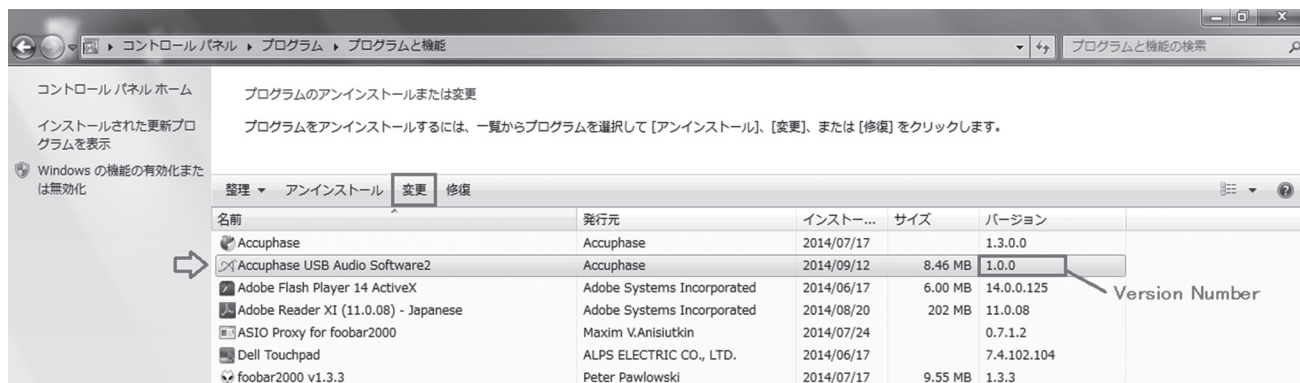 コントロール パネル ▸ プログラム ▸ プログラムと機能
プログラムと機能の検索
コントロール パネル ホーム
インストールされた更新プロ
グラムを表示
Windows の機能の有効化また
は無効化
プログラムのアンインストールまたは変更
プログラムをアンインストールするには、一覧からプログラムを選択して [アンインストール]、[変更]、または [修復] をクリックします。
整理 ▼ アンインストール 変更 修復
名前 発行元 インストー... サイズ バージョン
Accuphase Accuphase 2014/07/17 1.3.0.0
Accuphase USB Audio Software2 Accuphase 2014/09/12 8.46 MB 1.0.0
Adobe Flash Player 14 ActiveX Adobe Systems Incorporated 2014/06/17 6.00 MB 14.0.0.125
Adobe Reader XI (11.0.08) - Japanese Adobe Systems Incorporated 2014/08/20 202 MB 11.0.08
ASIO Proxy for foobar2000 Maxim V.Anisiutkin 2014/07/24 0.7.1.2
Dell Touchpad ALPS ELECTRIC CO., LTD. 2014/06/17 7.4.102.104
foobar2000 v1.3.3 Peter Pawlowski 2014/07/17 9.55 MB 1.3.3
Version Number